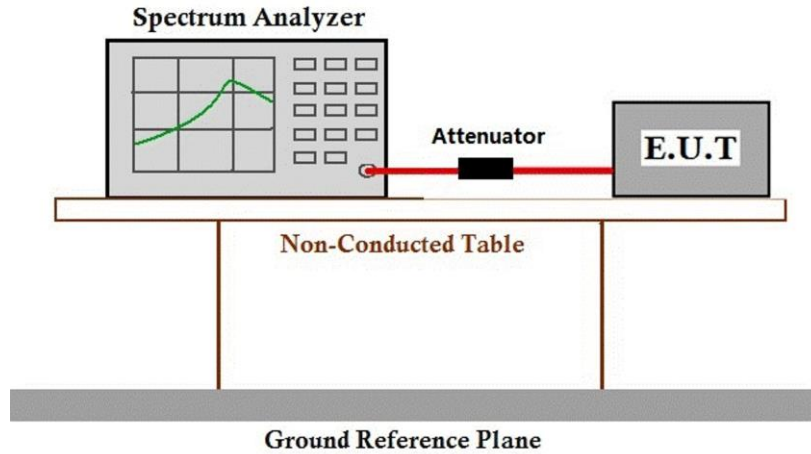 Spectrum Analyzer
Attenuator
E.U.T
Non-Conducted Table
Ground Reference Plane